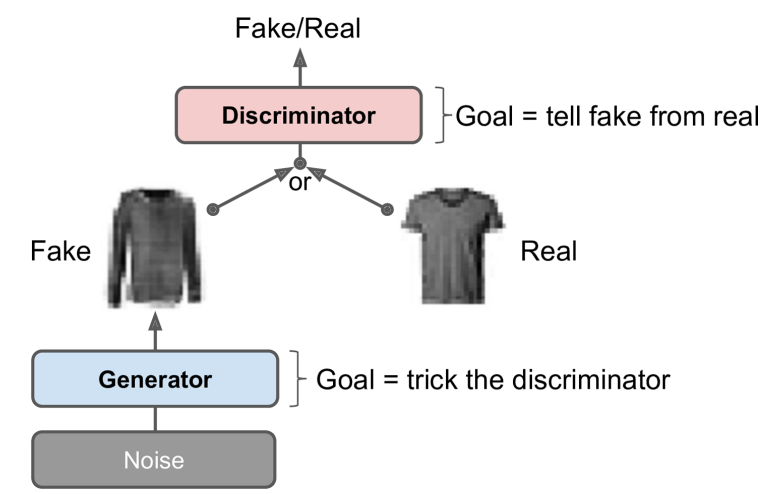 Fake/Real
Discriminator
Goal = tell fake from real
or
Fake
Real
Generator
Goal = trick the discriminator
Noise